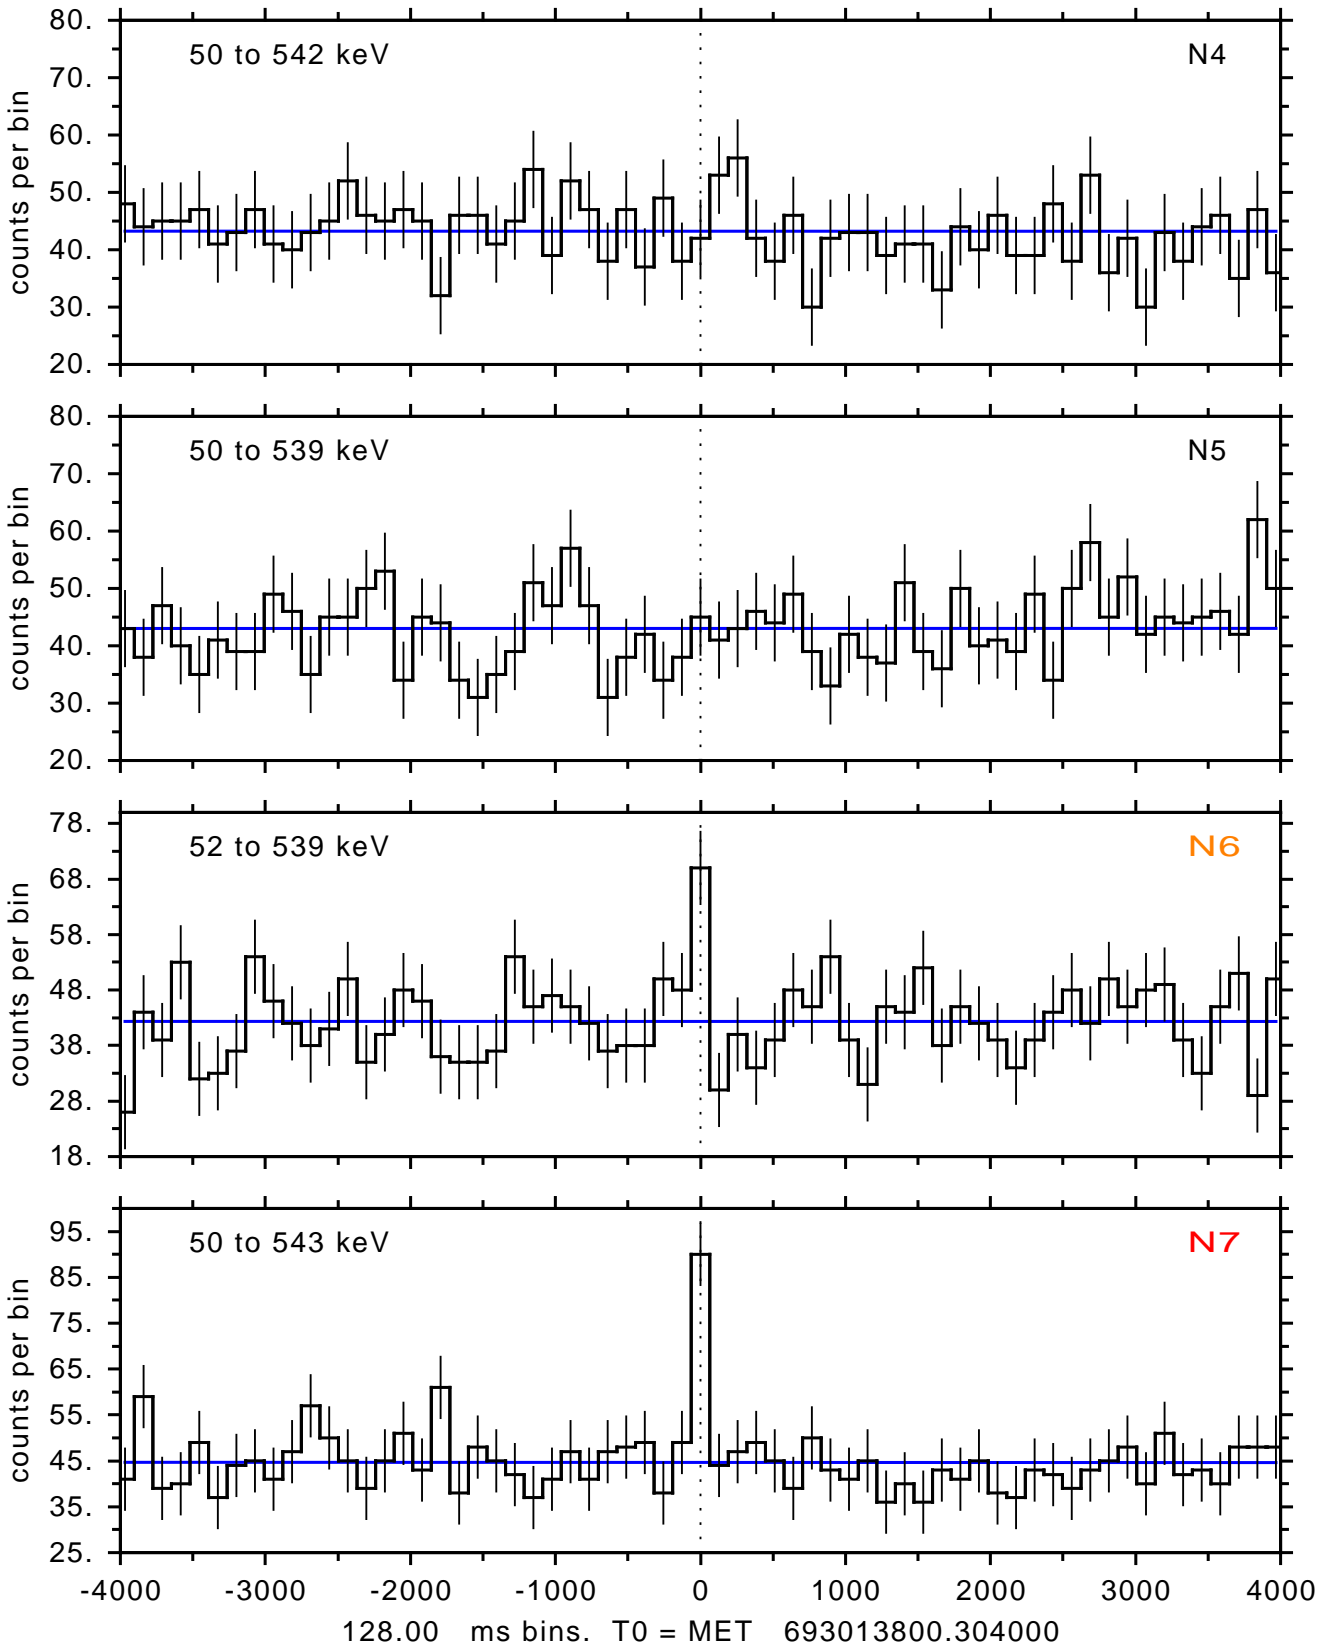 80.
70.
60.
50.
40.
30.
20.
counts per bin
50 to 542 keV N4
80.
70.
60.
50.
40.
30.
20.
counts per bin
50 to 539 keV N5
78.
68.
58.
48.
38.
28.
18.
counts per bin
52 to 539 keV N6
95.
85.
75.
65.
55.
45.
35.
25.
counts per bin
50 to 543 keV N7
-4000 -3000 -2000 -1000 0 1000 2000 3000 4000
128.00 ms bins. T0 = MET 693013800.304000